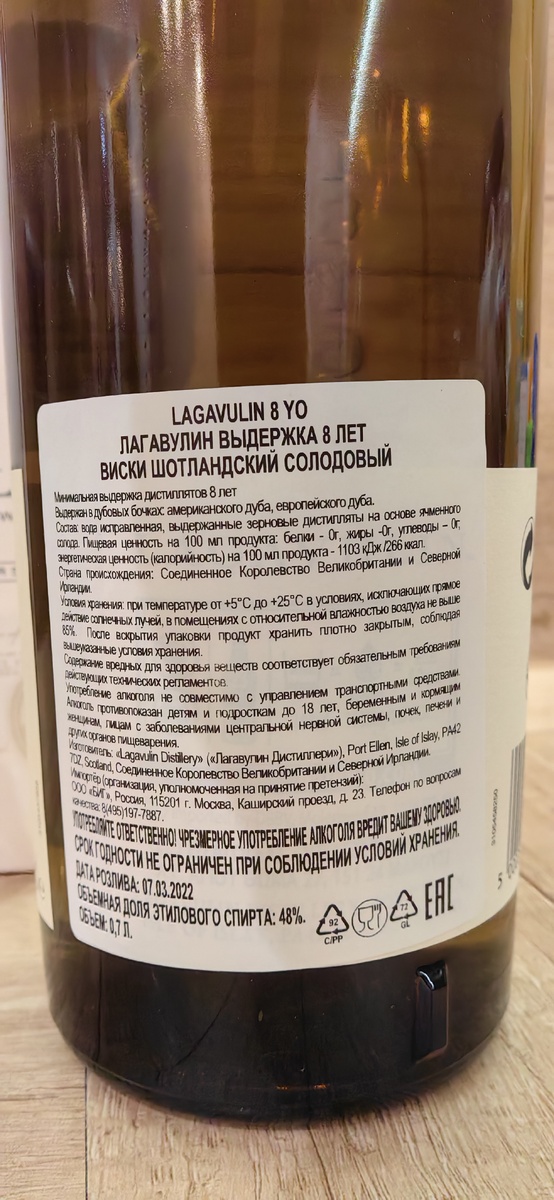 LAGAVULIN 8 YO
ЛАГАВУЛИН ВЫДЕРЖКА 8 ЛЕТ
ВИСКИ ШОТЛАНДСКИЙ СОЛОДОВЫЙ
Минимальная выдержка дистиллятов 8 лет
Выдержан в дубовых бочках: американского дуба, европейского дуба.
Состав: вода исправленная, выдержанные зерновые дистилляты на основе ячменного
солода. Пищевая ценность на 100 мл продукта: белки - 0г, жиры -0г, углеводы – 0г,
энергетическая ценность (калорийность) на 100 мл продукта - 1103 кДж /266 ккал.
Страна происхождения: Соединенное Королевство Великобритании и Северной
Ирландии.
Условия хранения: при температуре от +5°С до +25°С в условиях, исключающих прямое
действие солнечных лучей, в помещениях с относительной влажностью воздуха не выше
85%. После вскрытия упаковки продукт хранить плотно закрытым, соблюдая
вышеуказанные условия хранения.
Содержание вредных для здоровья веществ соответствует обязательным требованиям
действующих технических регламентов.
Употребление алкоголя не совместимо с управлением транспортными средствами.
Алкоголь противопоказан детям и подросткам до 18 лет, беременным и кормящим
женщинам, лицам с заболеваниями центральной нервной системы, почек, печени и
других органов пищеварения.
Изготовитель: «Lagavulin Distillery» («Лагавулин Дистиллери»), Port Ellen, Isle of Islay, PA42
7DZ, Scotland, Соединенное Королевство Великобритании и Северной Ирландии.
Импортёр (организация, уполномоченная на принятие претензий):
ООО «БИГ», Россия, 115201 г. Москва, Каширский проезд, д. 23. Телефон по вопросам
качества: 8(495)197-7887.
УПОТРЕБЛЯЙТЕ ОТВЕТСТВЕННО! ЧРЕЗМЕРНОЕ УПОТРЕБЛЕНИЕ АЛКОГОЛЯ ВРЕДИТ ВАШЕМУ ЗДОРОВЬЮ.
СРОК ГОДНОСТИ НЕ ОГРАНИЧЕН ПРИ СОБЛЮДЕНИИ УСЛОВИЙ ХРАНЕНИЯ.
ДАТА РОЗЛИВА: 07.03.2022
ОБЪЕМНАЯ ДОЛЯ ЭТИЛОВОГО СПИРТА: 48%.
ОБЪЕМ: 0,7 Л.
92
C/PP
72
GL
ЕАС
5